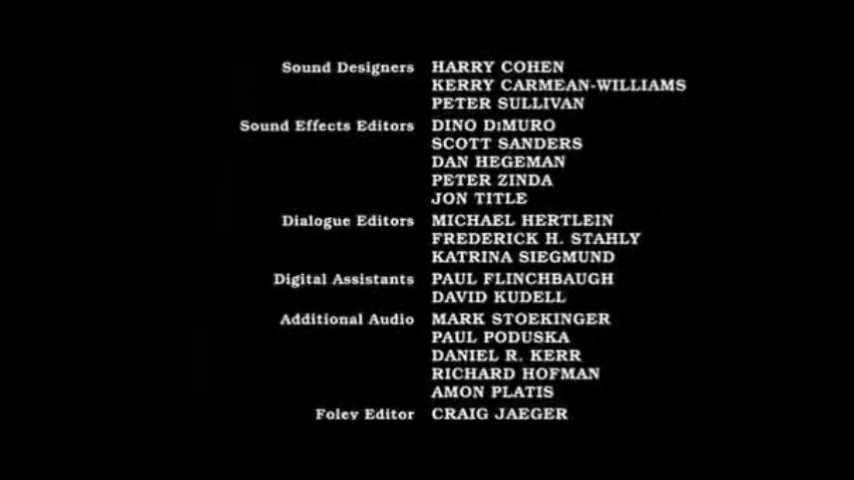 Sound Designers HARRY COHEN
KERRY CARMEAN-WILLIAMS
PETER SULLIVAN
Sound Effects Editors DINO DiMURO
SCOTT SANDERS
DAN HEGEMAN
PETER ZINDA
JON TITLE
Dialogue Editors MICHAEL HERTLEIN
FREDERICK H. STAHLY
KATRINA SIEGMUND
Digital Assistants PAUL FLINCHBAUGH
DAVID KUDELL
Additional Audio MARK STOEKINGER
PAUL PODUSKA
DANIEL R. KERR
RICHARD HOFMAN
AMON PLATIS
Foley Editor CRAIG JAEGER